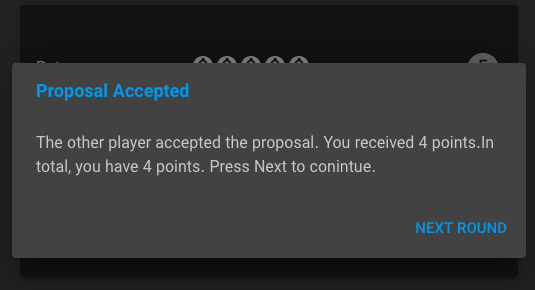 Proposal Accepted
The other player accepted the proposal. You received 4 points.In
total, you have 4 points. Press Next to conintue.
NEXT ROUND